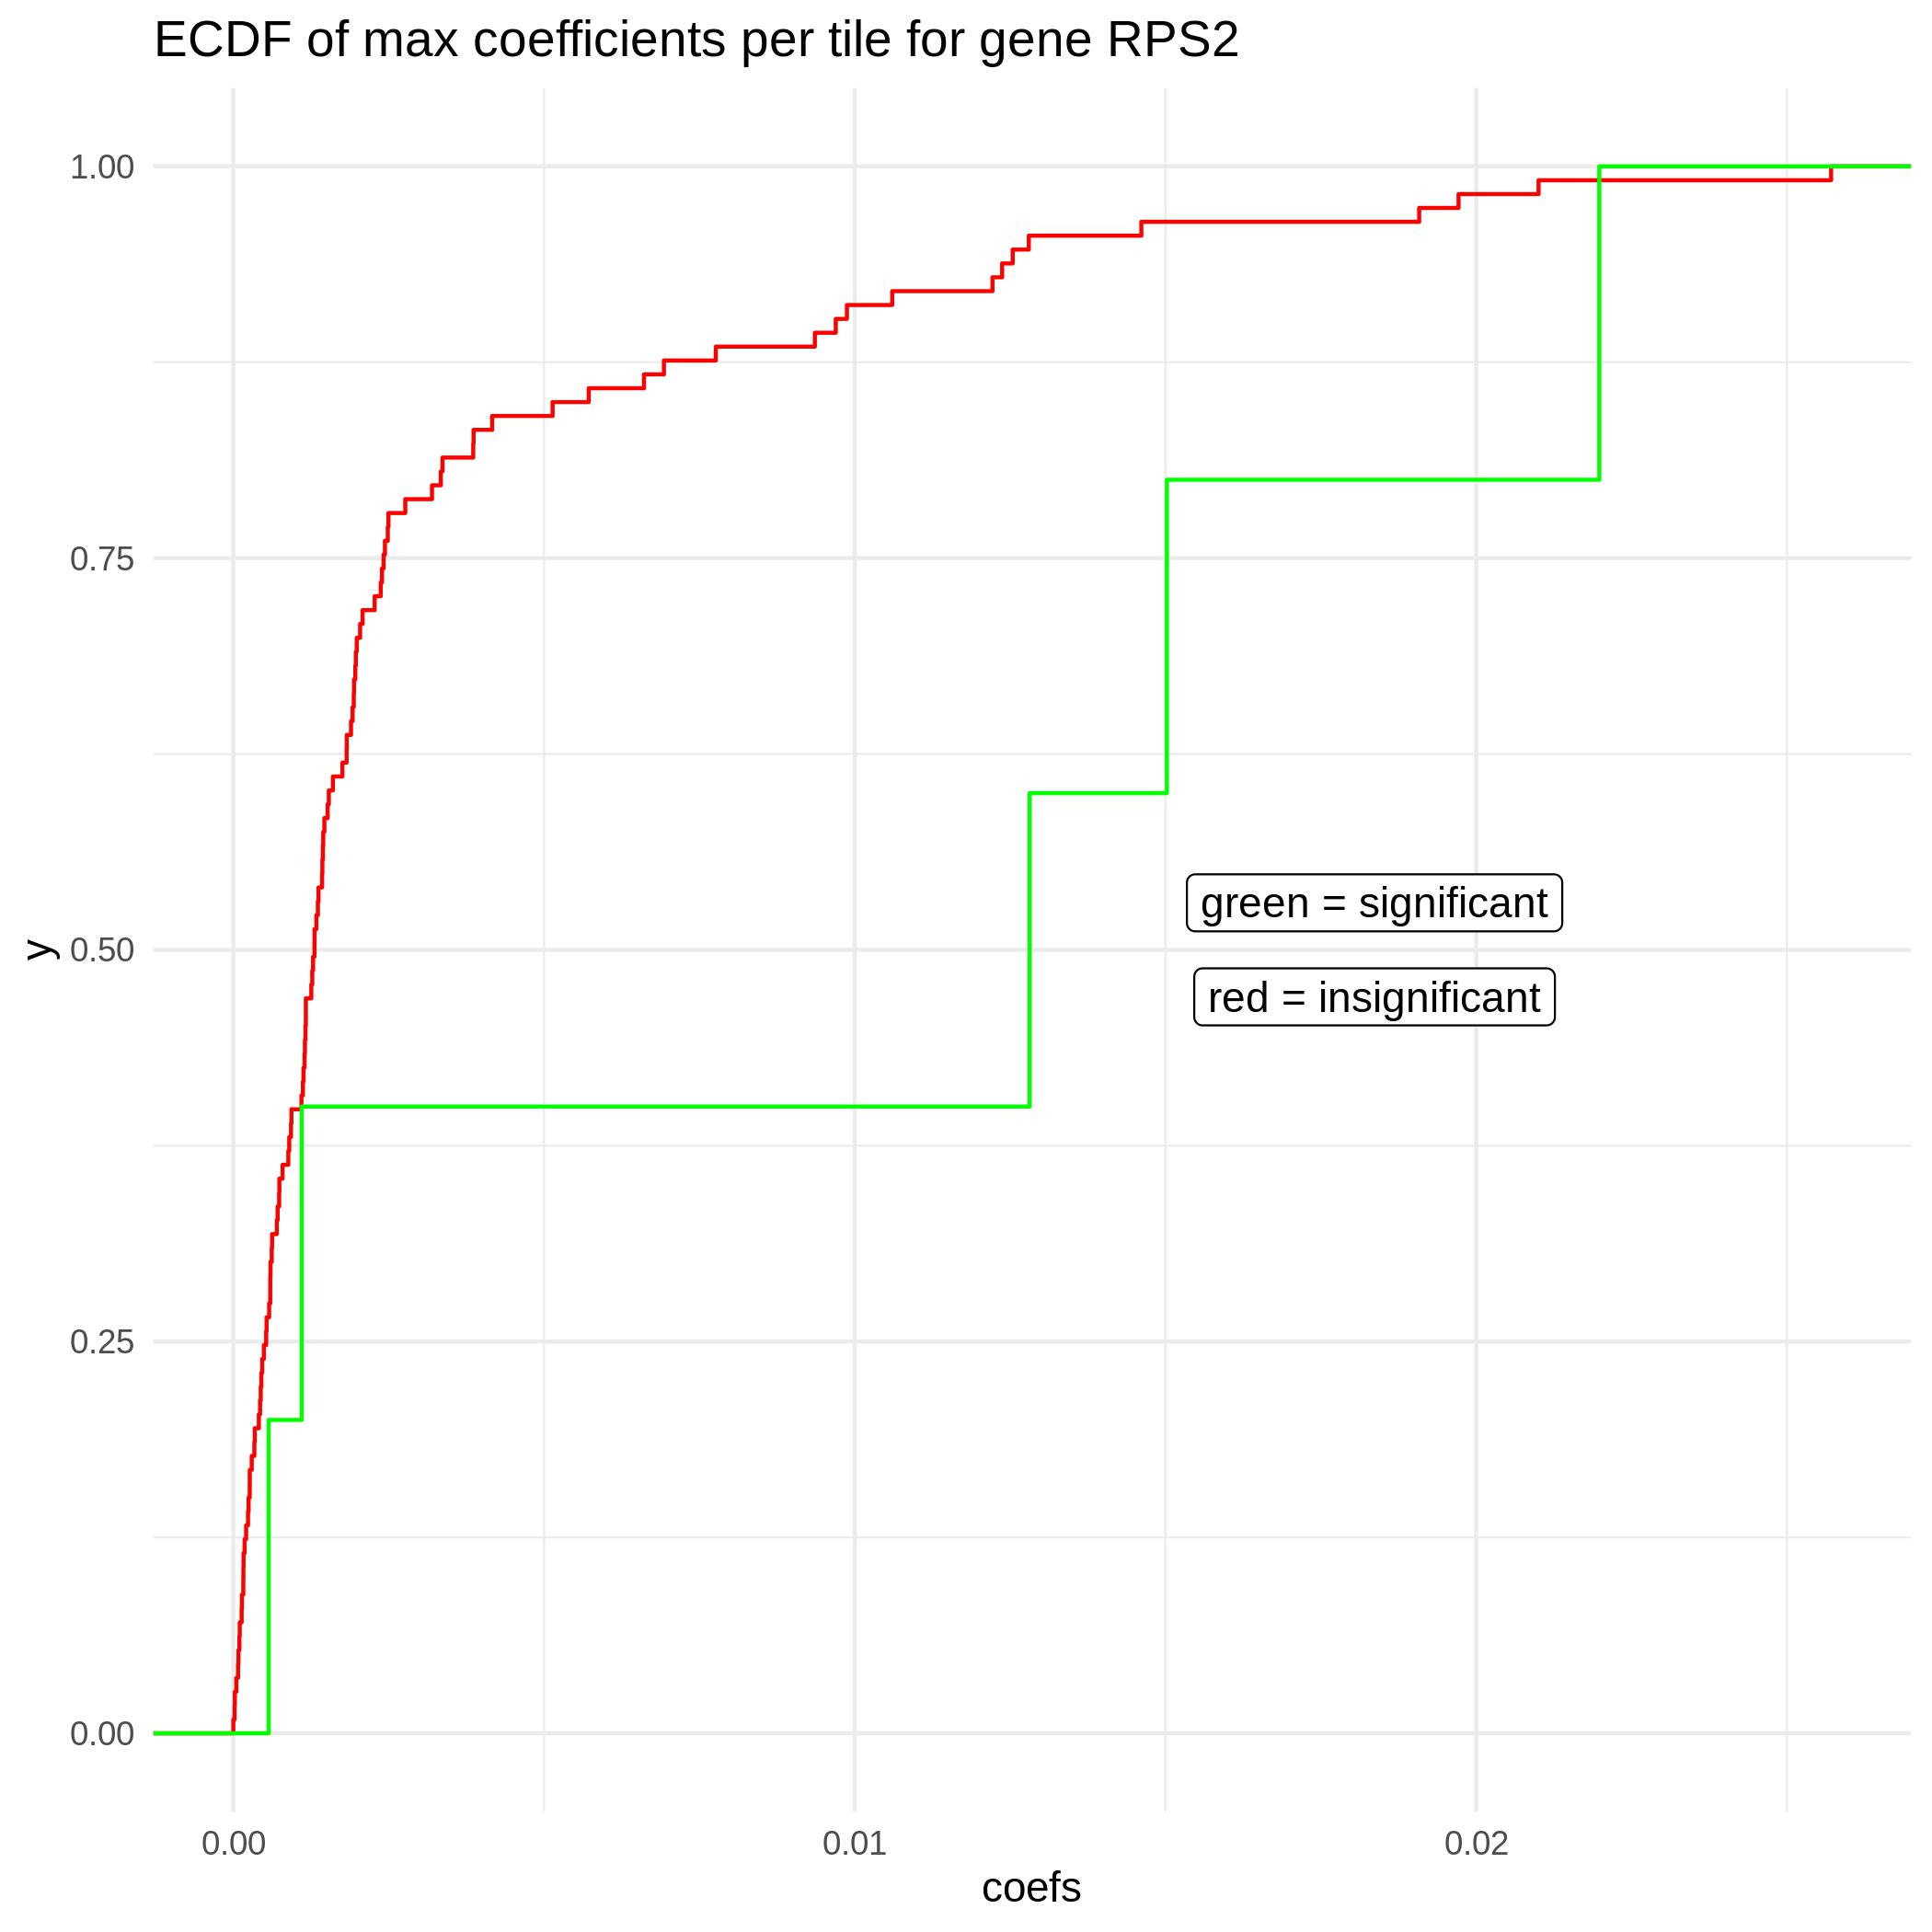 ECDF of max coefficients per tile for gene RPS2
1.00
0.75
0.50
0.25
0.00
y
green = significant
red = insignificant
0.00 0.01 0.02
coefs